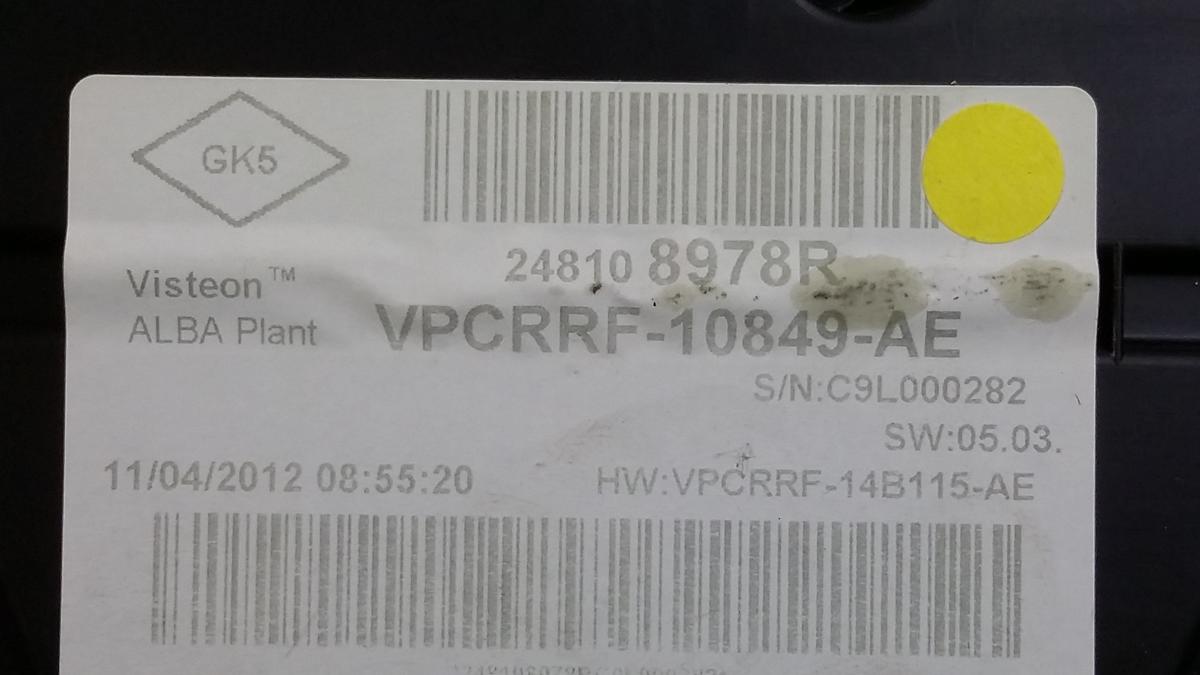 GK5
24810 8978R
Visteon™
ALBA Plant
VPCRRF-10849-AE
S/N:C9L000282
SW:05.03.
11/04/2012 08:55:20
HW:VPCRRF-14B115-AE